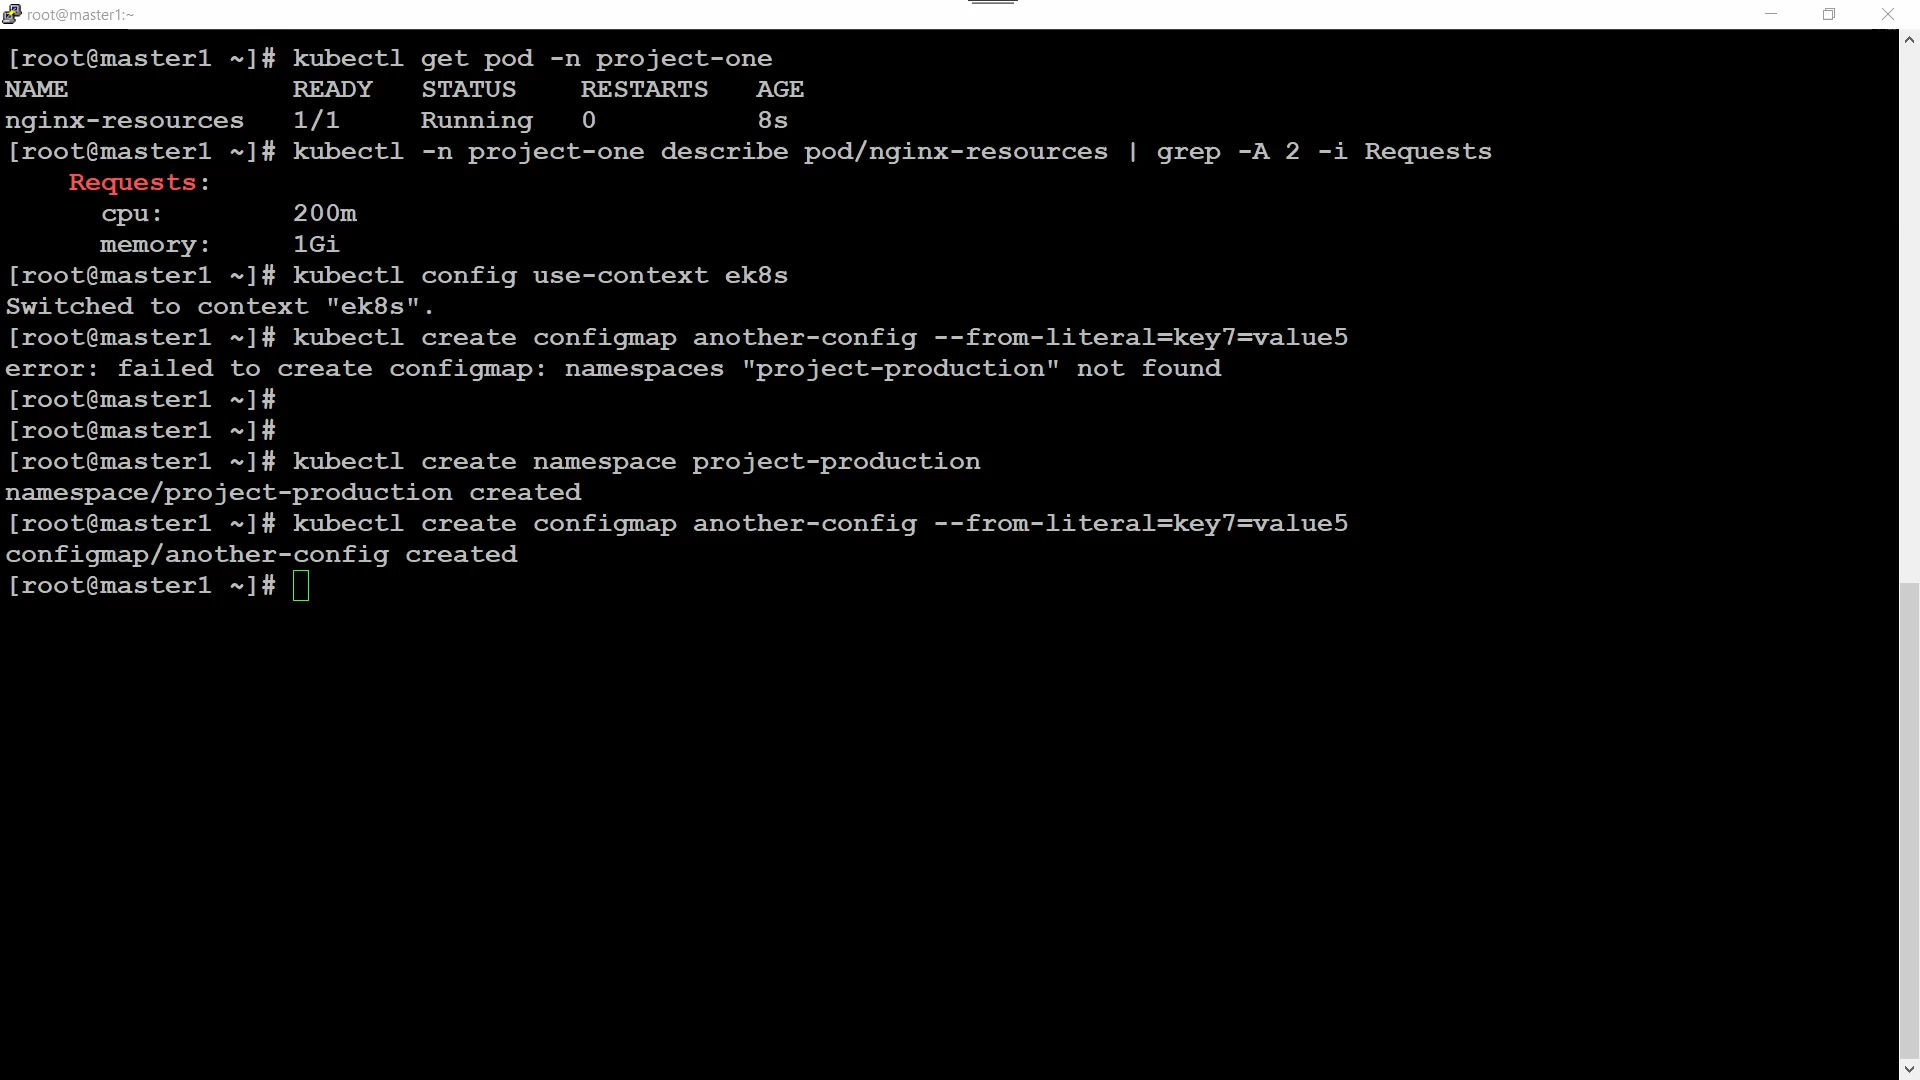 root@master1:~
[root@master1 ~]# kubectl get pod -n project-one
NAME              READY   STATUS    RESTARTS   AGE
nginx-resources   1/1     Running   0          8s
[root@master1 ~]# kubectl -n project-one describe pod/nginx-resources | grep -A 2 -i Requests
    Requests:
      cpu:        200m
      memory:     1Gi
[root@master1 ~]# kubectl config use-context ek8s
Switched to context "ek8s".
[root@master1 ~]# kubectl create configmap another-config --from-literal=key7=value5
error: failed to create configmap: namespaces "project-production" not found
[root@master1 ~]#
[root@master1 ~]#
[root@master1 ~]# kubectl create namespace project-production
namespace/project-production created
[root@master1 ~]# kubectl create configmap another-config --from-literal=key7=value5
configmap/another-config created
[root@master1 ~]#